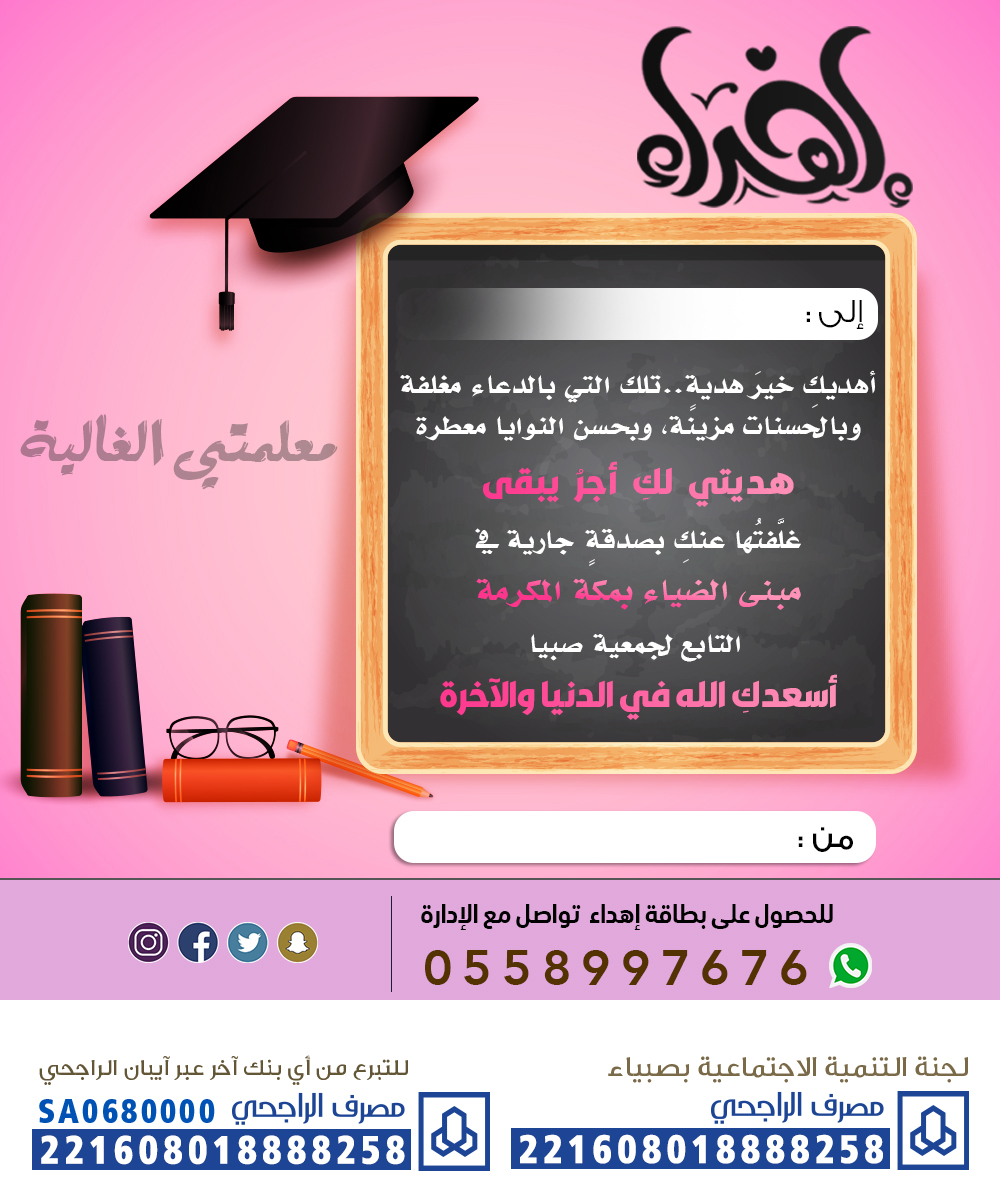 إهداء
إلى :
أهديكِ خيرَ هديةٍ..تلك التي بالدعاء مغلفة
وبالحَسنات مزينة، وبحسن النوايا معطرة
هديتي لكِ أجرُ يبقى
غلَّفتُها عنكِ بصدقةٍ جارية في
مبنى الضياء بمكة المكرمة
التابع لجمعية صبيا
أسعدكِ الله في الدنيا والآخرة
معلمتي الغالية
من :
للحصول على بطاقة إهداء تواصل مع الإدارة
0558997676
لجنة التنمية الاجتماعية بصبياء
مصرف الراجحي
221608018888258
للتبرع من أي بنك آخر عبر آيبان الراجحي
مصرف الراجحي SA0680000
221608018888258